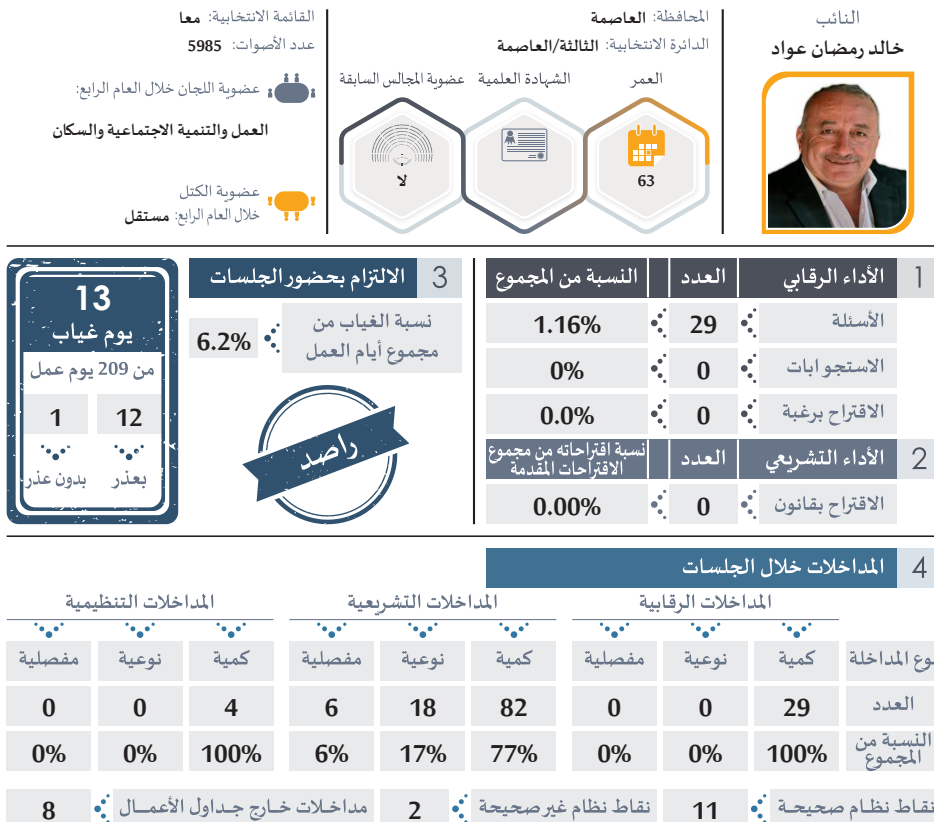 النائب
خالد رمضان عواد
المحافظة: العاصمة
الدائرة الانتخابية: الثالثة/العاصمة
العمر
الشهادة العلمية
عضوية المجالس السابقة
63
لا
القائمة الانتخابية: معا
عدد الأصوات: 5985
عضوية اللجان خلال العام الرابع:
العمل والتنمية الاجتماعية والسكان
عضوية الكتل
خلال العام الرابع: مستقل
1 الأداء الرقابي العدد النسبة من المجموع
الأسئلة 29 1.16%
الاستجوابات 0 0%
الاقتراح برغبة 0 0.0%
2 الأداء التشريعي العدد نسبة اقتراحاته من مجموع
الاقتراحات المقدمة
الاقتراح بقانون 0 0.00%
3 الالتزام بحضور الجلسات
نسبة الغياب من
مجموع أيام العمل
6.2%
راصد
13
يوم غياب
من 209 يوم عمل
12 1
بعذر بدون عذر
4 المداخلات خلال الجلسات
المداخلات الرقابية المداخلات التشريعية المداخلات التنظيمية
وع المداخلة كمية نوعية مفصلية كمية نوعية مفصلية كمية نوعية مفصلية
العدد 29 0 0 82 18 6 4 0 0
النسبة من
المجموع
100% 0% 0% 77% 17% 6% 100% 0% 0%
نقاط نظام صحيحة 11 نقاط نظام غير صحيحة 2 مداخلات خارج جداول الأعمال 8